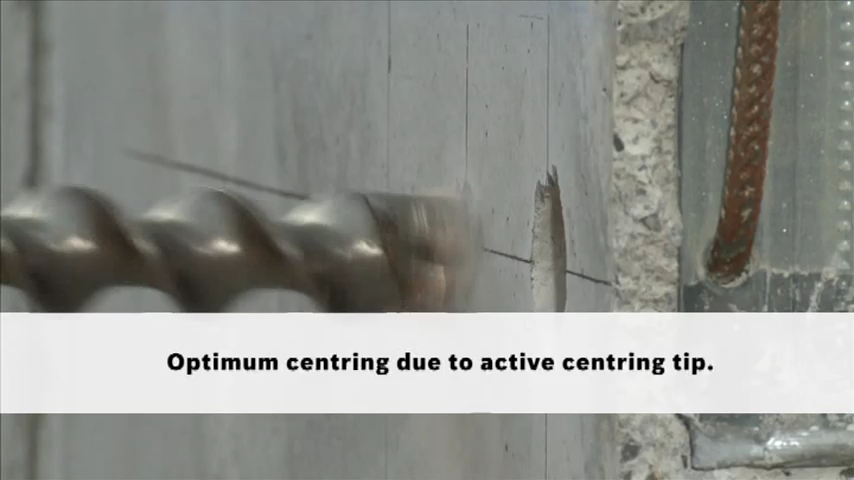 Optimum centring due to active centring tip.